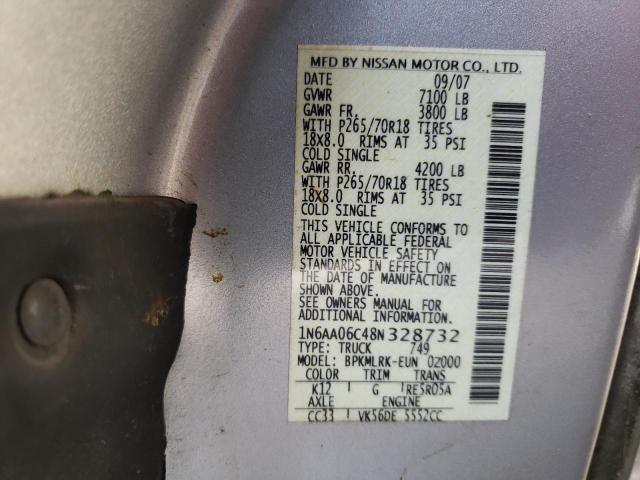 MFD BY NISSAN MOTOR CO., LTD.
DATE 09/07
GVWR 7100 LB
GAWR FR. 3800 LB
WITH P265/70R18 TIRES
18X8.0 RIMS AT 35 PSI
COLD SINGLE
GAWR RR. 4200 LB
WITH P265/70R18 TIRES
18X8.0 RIMS AT 35 PSI
COLD SINGLE
THIS VEHICLE CONFORMS TO
ALL APPLICABLE FEDERAL
MOTOR VEHICLE SAFETY
STANDARDS IN EFFECT ON
THE DATE OF MANUFACTURE
SHOWN ABOVE.
SEE OWNERS MANUAL FOR
ADDITIONAL INFORMATION.
1N6AA06C48N328732
TYPE: TRUCK 749
MODEL: BPKMLRK-EUN 0Z000
COLOR TRIM TRANS
K12 G RE5R05A
AXLE ENGINE
CC33 VK56DE 5552CC